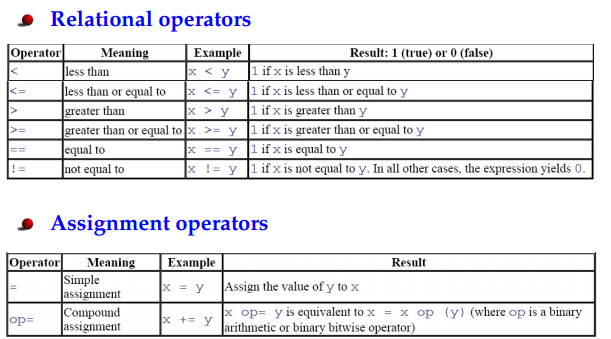 Relational operators
Operator Meaning Example Result: 1 (true) or 0 (false)
< less than x < y 1 if x is less than y
<= less than or equal to x <= y 1 if x is less than or equal to y
> greater than x > y 1 if x is greater than y
>= greater than or equal to x >= y 1 if x is greater than or equal to y
== equal to x == y 1 if x is equal to y
!= not equal to x != y 1 if x is not equal to y. In all other cases, the expression yields 0.
Assignment operators
Operator Meaning Example Result
= Simple assignment x = y Assign the value of y to x
op= Compound assignment x += y x op= y is equivalent to x = x op (y) (where op is a binary
arithmetic or binary bitwise operator)